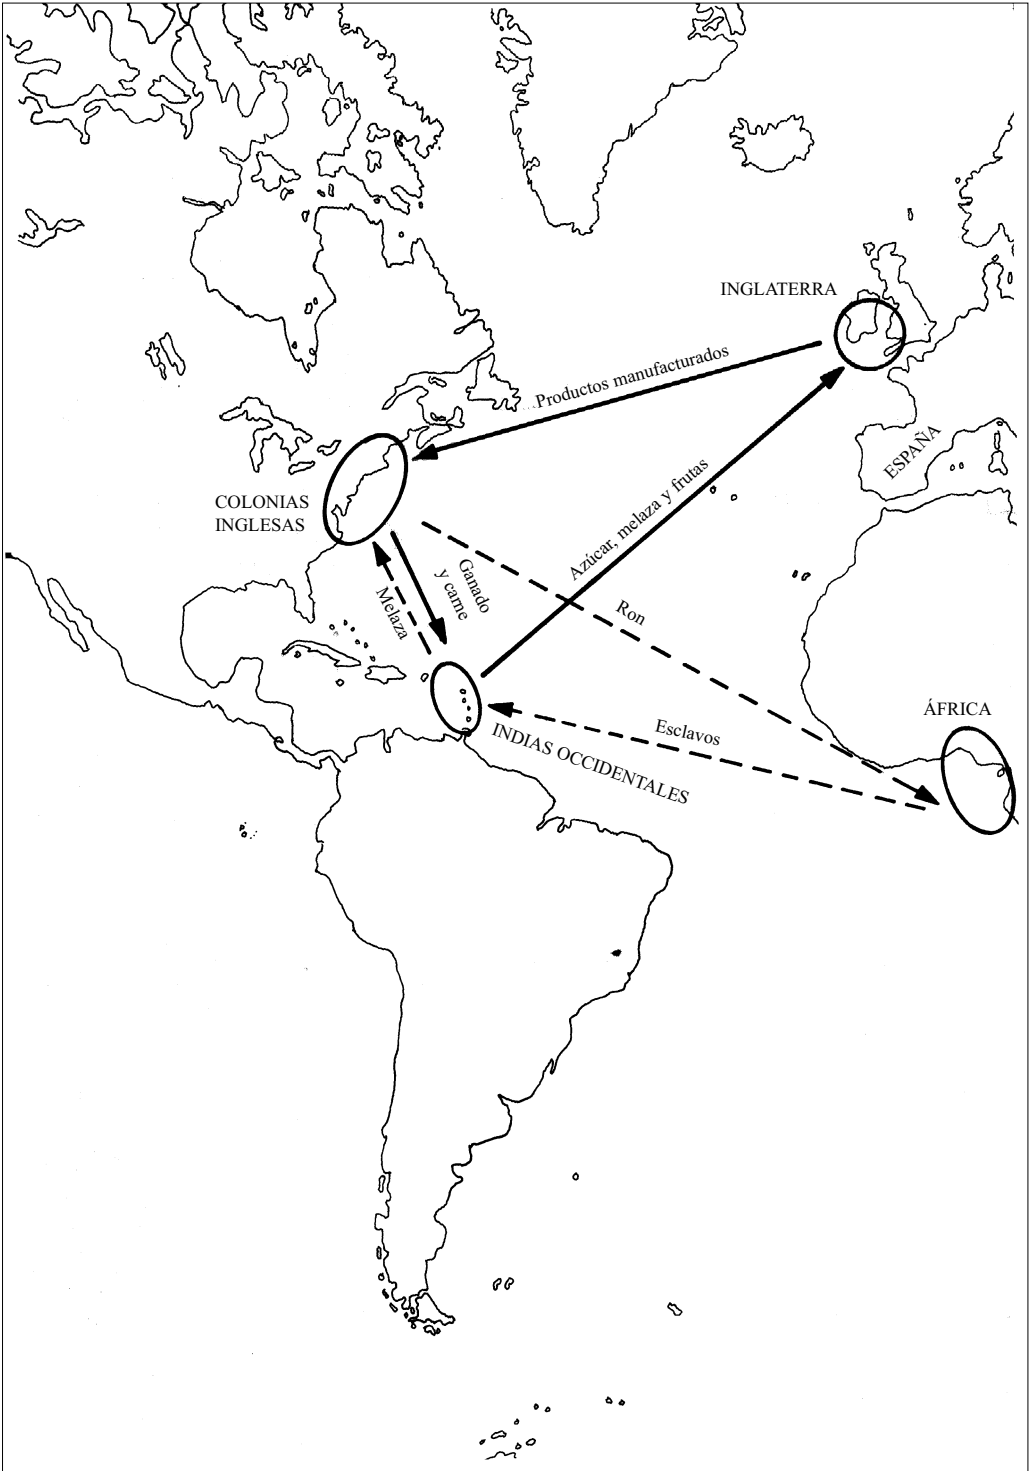 INGLATERRA
Productos manufacturados
ESPAÑA
Azúcar, melaza y frutas
COLONIAS
INGLESAS
Ganado
y carne
Melaza
Ron
ÁFRICA
Esclavos
INDIAS OCCIDENTALES